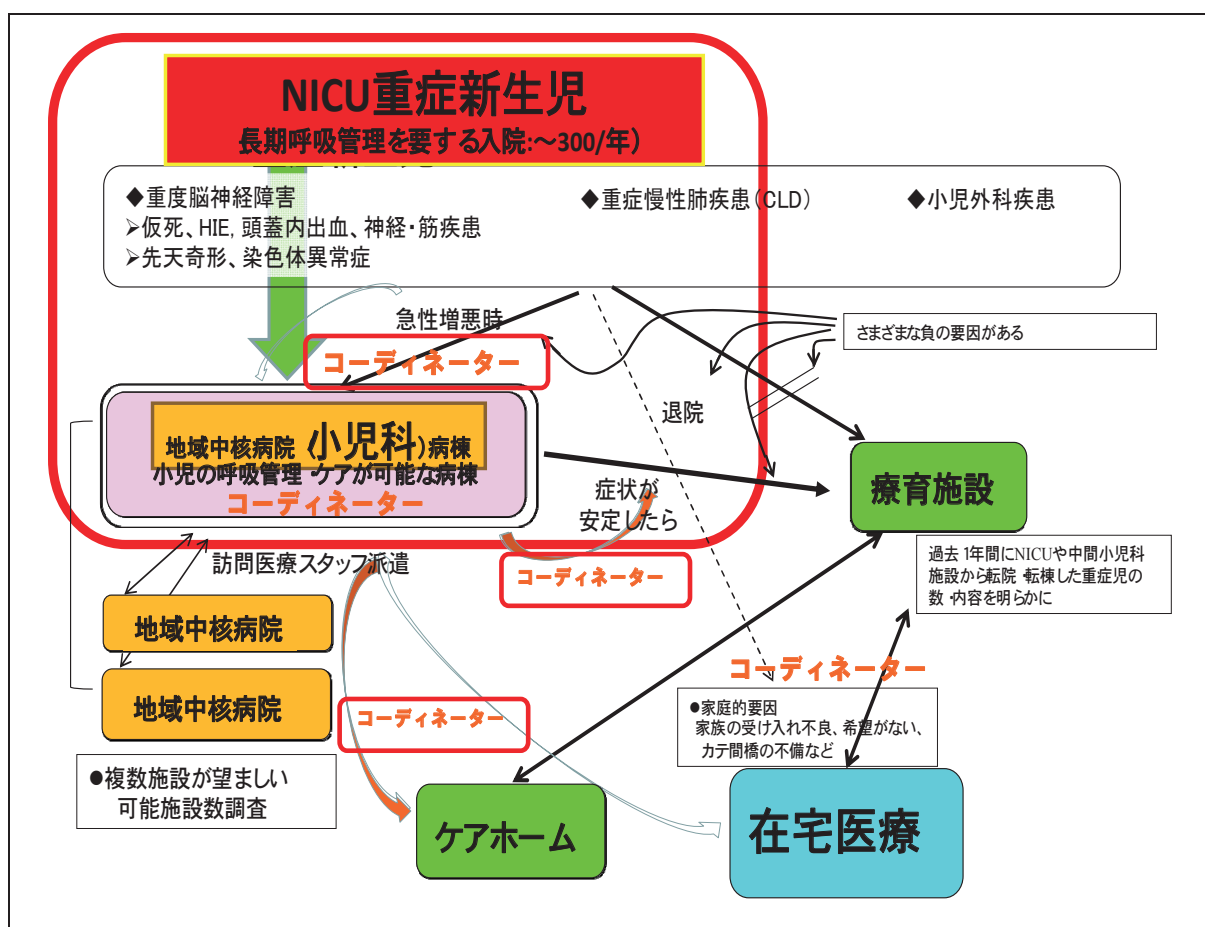 NICU重症新生児
長期呼吸管理を要する入院:～300/年）
◆重度脳神経障害
➢仮死、HIE, 頭蓋内出血、神経・筋疾患
➢先天奇形、染色体異常症
◆重症慢性肺疾患（CLD）
◆小児外科疾患
急性増悪時
コーディネーター
さまざまな負の要因がある
退院
地域中核病院 小児科）病棟
小児の呼吸管理・ケアが可能な病棟
コーディネーター
症状が
安定したら
療育施設
過去 1年間にNICUや中間小児科
施設から転院・転棟した重症児の
数・内容を明らかに
訪問医療スタッフ派遣
コーディネーター
地域中核病院
地域中核病院
コーディネーター
コーディネーター
●家庭的要因
家族の受け入れ不良、希望がない、
カテ間橋の不備など
●複数施設が望ましい
可能施設数調査
ケアホーム
在宅医療